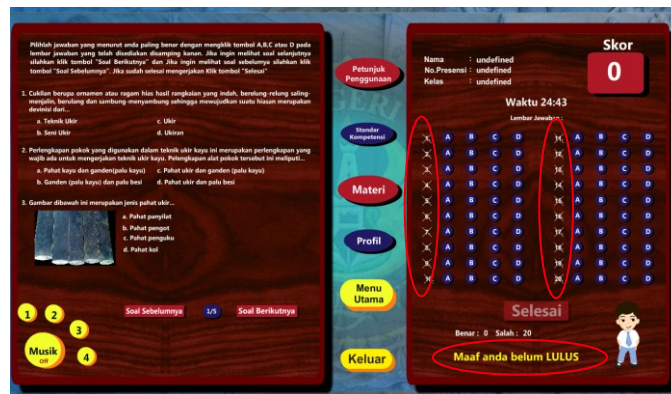 Pilihlah jawaban yang menurut anda paling benar dengan mengklik tombol A,B,C atau D pada
lembar jawaban yang telah disediakan disamping kanan. Jika ingin melihat soal selanjutnya
silahkan klik tombol "Soal Berikutnya" dan Jika ingin melihat soal sebelumya silahkan klik
tombol "Soal Sebelumnya". Jika sudah selesai mengerjakan Klik tombol "Selesai"
1. Cukilan berupa ornamen atau ragam hias hasil rangkaian yang indah, berelung-relung saling-
menjalin, berulang dan sambung-menyambung sehingga mewujudkan suatu hiasan merupakan
devinisi dari...
a. Teknik Ukir c. Ukir
b. Seni Ukir d. Ukiran
2. Perlengkapan pokok yang digunakan dalam teknik ukir kayu ini merupakan perlengkapan yang
wajib ada untuk mengerjakan teknik ukir kayu. Pelengkapan alat pokok tersebut ini meliputi...
a. Pahat kayu dan ganden(palu kayu) c. Pahat ukir dan ganden (palu kayu)
b. Ganden (palu kayu) dan palu besi d. Pahat ukir dan palu besi
3. Gambar dibawah ini merupakan jenis pahat ukir...
a. Pahat panyilat
b. Pahat pengot
c. Pahat penguku
d. Pahat kol
1 2
3
4
Musik
Off
Soal Sebelumnya 1/5 Soal Berikutnya
Petunjuk
Penggunaan
Standar
Kompetensi
Materi
Profil
Menu
Utama
Keluar
Skor
0
Nama : undefined
No.Presensi : undefined
Kelas : undefined
Waktu 24:43
Lembar Jawaban :
A B C D A B C D
A B C D A B C D
A B C D A B C D
A B C D A B C D
A B C D A B C D
A B C D A B C D
A B C D A B C D
A B C D A B C D
A B C D A B C D
A B C D A B C D
Selesai
Benar : 0 Salah : 20
Maaf anda belum LULUS